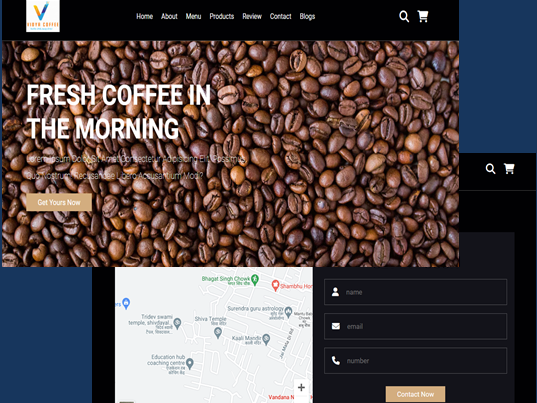 VIDYA COFFEE
Home About Menu Products Review Contact Blogs
FRESH COFFEE IN
THE MORNING
Lorem Ipsum Dolor Sit Amet Consectetur Adipisicing Elit. Possimus
Quo Nostrum, Recusandae Libero Accusantium Modi?
Get Yours Now
Bhagat Singh Chowk
Shambhu Hor
Surendra guru astrology
Tridev swami
temple, shivdayal
Shiva Temple
Kaali Mandir
Education hub
coaching centre
Vandana N
name
email
number
Contact Now